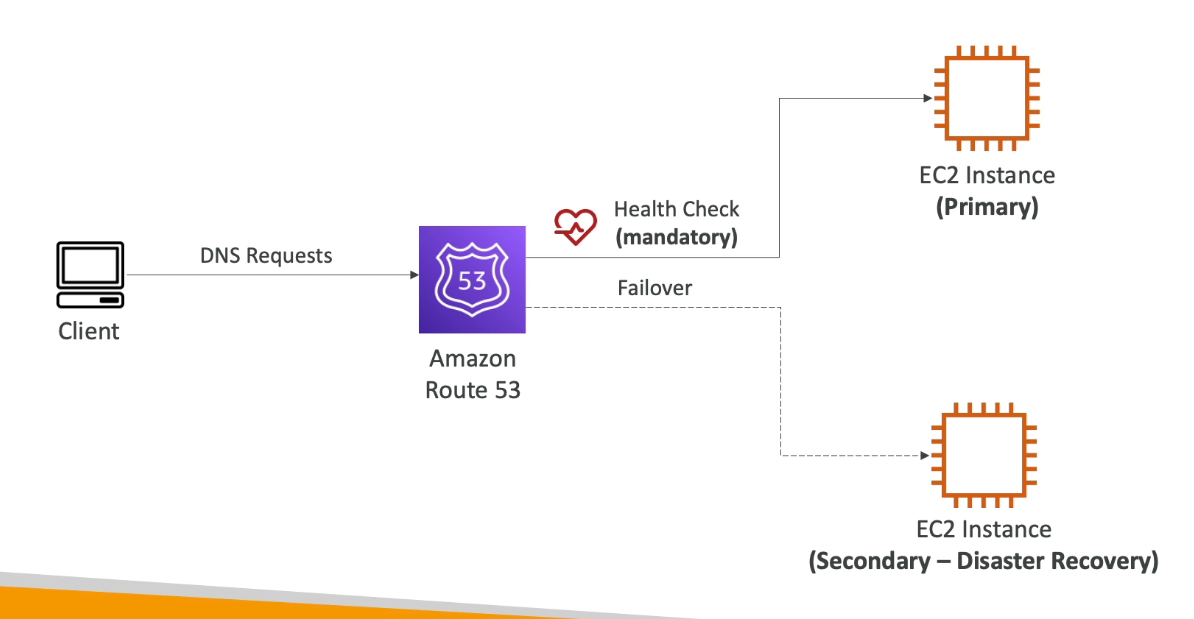 DNS Requests
Client
53
Amazon
Route 53
Health Check
(mandatory)
Failover
EC2 Instance
(Primary)
EC2 Instance
(Secondary – Disaster Recovery)